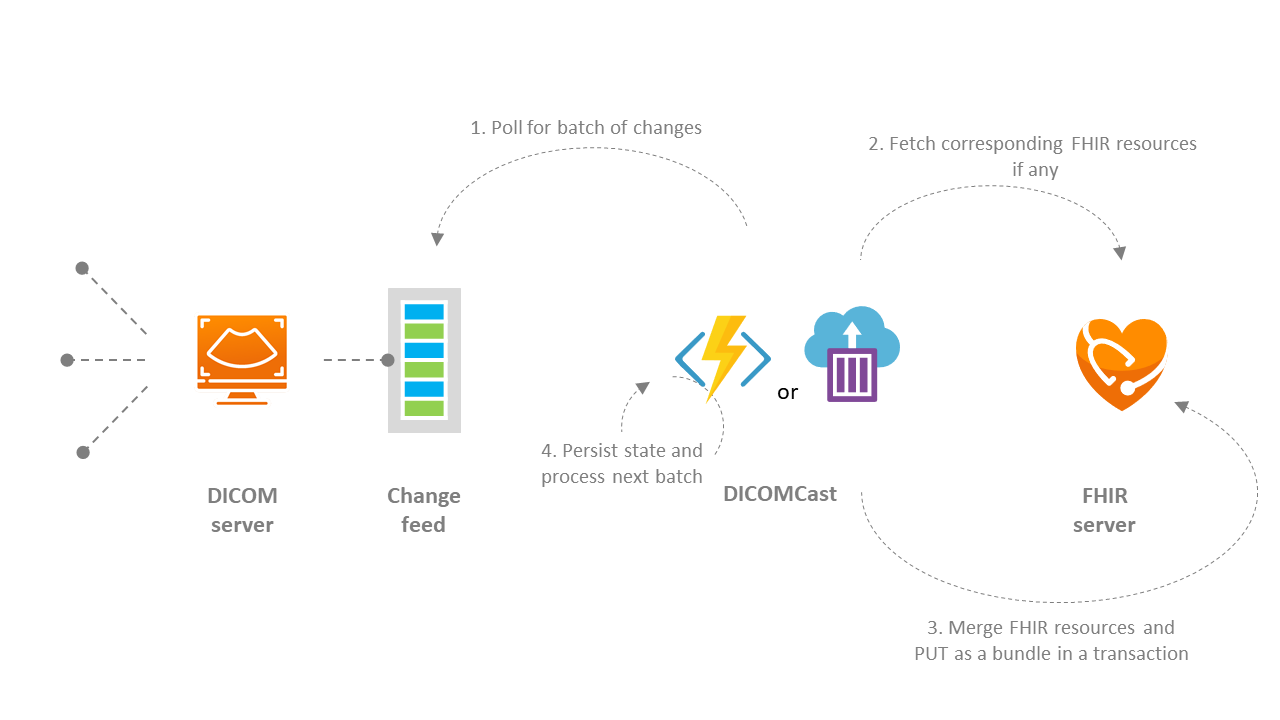 1. Poll for batch of changes
2. Fetch corresponding FHIR resources
if any
or
4. Persist state and
process next batch
DICOM
server
Change
feed
DICOMCast
FHIR
server
3. Merge FHIR resources and
PUT as a bundle in a transaction